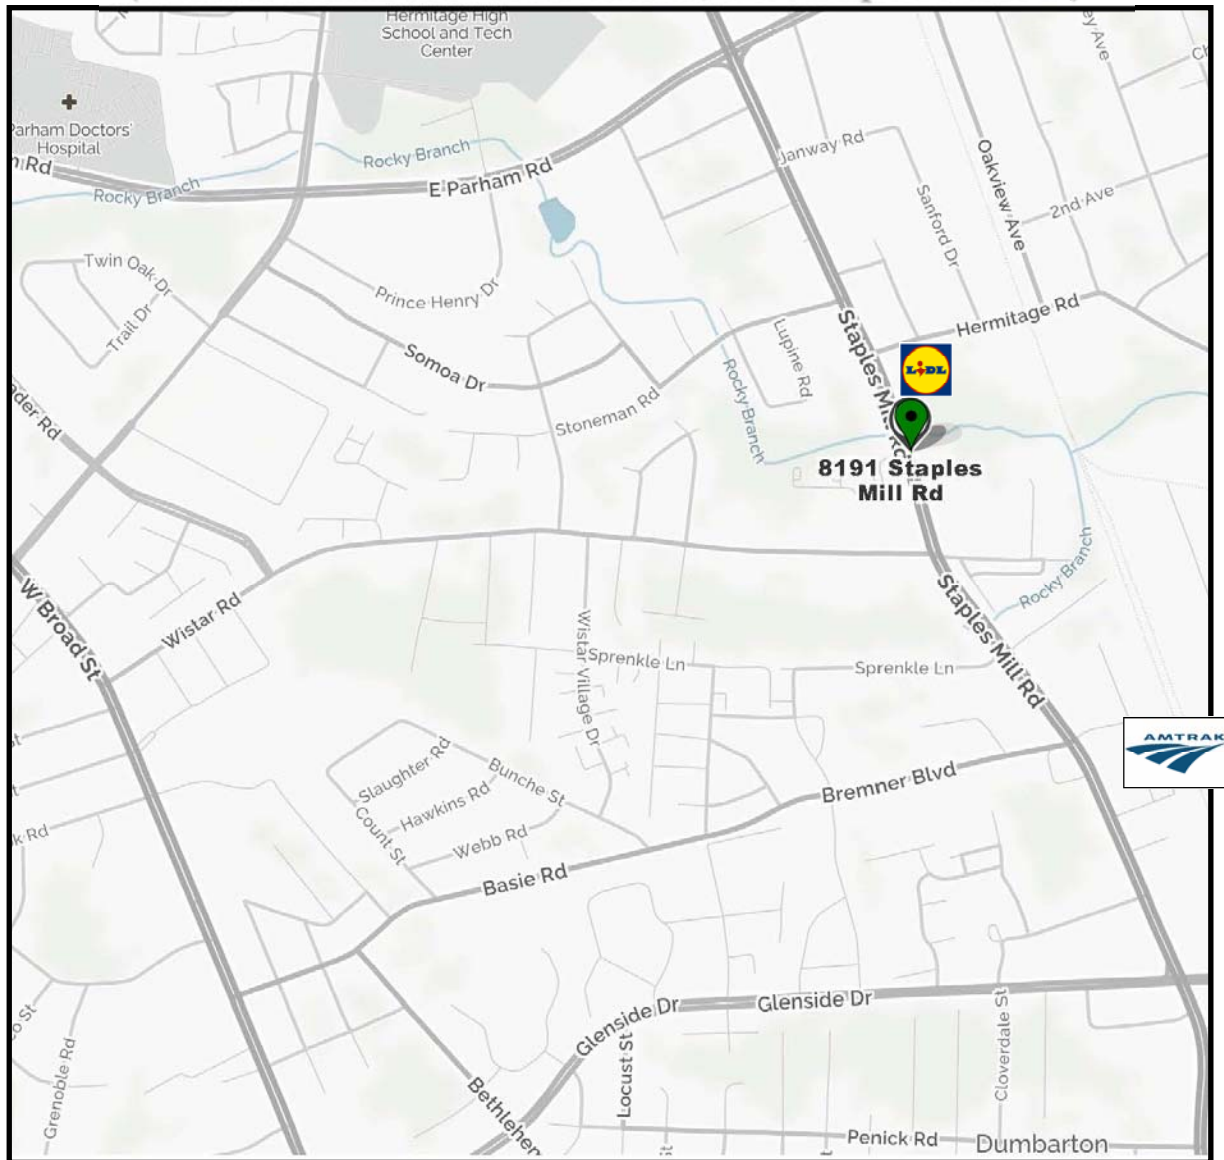 Hermitage High
School and Tech
Center
Parham Doctors'
Hospital
Rocky Branch
Rocky Branch
E Parham Rd
Janway Rd
Sanford Dr
Oakview Ave
2nd Ave
Twin Oak Dr
Trail Dr
Prince Henry Dr
Somoa Dr
Hermitage Rd
Staples Mill Rd
LIDL
Lupine Rd
Stoneman Rd
Rocky Branch
8191 Staples
Mill Rd
Rocky Branch
W Broad St
Wistar Rd
Wistar Village Dr
Sprenkle Ln
Sprenkle Ln
Staples Mill Rd
AMTRAK
Slaughter Rd
Hawkins Rd
Count St
Bunche St
Webb Rd
Bremner Blvd
Basie Rd
Glenside Dr
Glenside Dr
Locust St
Cloverdale St
Grenoble Rd
Penick Rd
Dumbarton